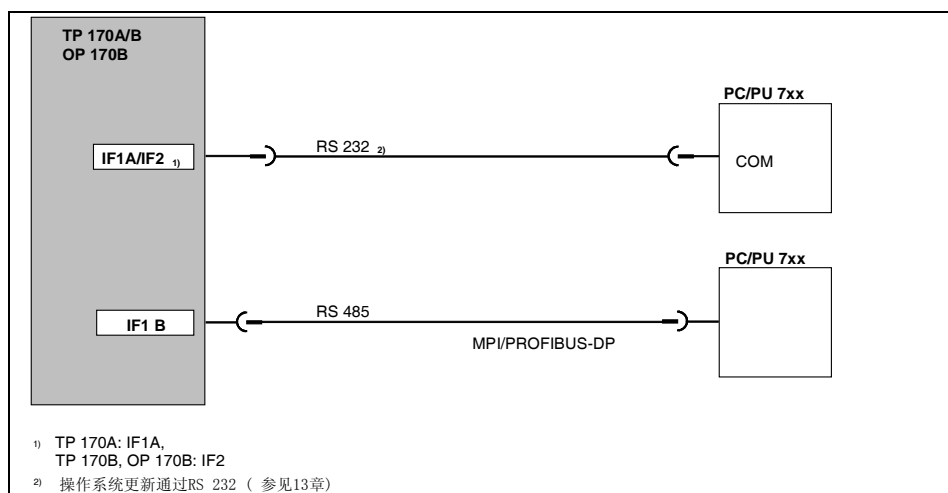 TP 170A/B
OP 170B
PC/PU 7xx
IF1A/IF2 1)
RS 232 2)
COM
PC/PU 7xx
IF1 B
RS 485
MPI/PROFIBUS-DP
1) TP 170A: IF1A,
TP 170B, OP 170B: IF2
2) 操作系统更新通过RS 232 ( 参见13章)